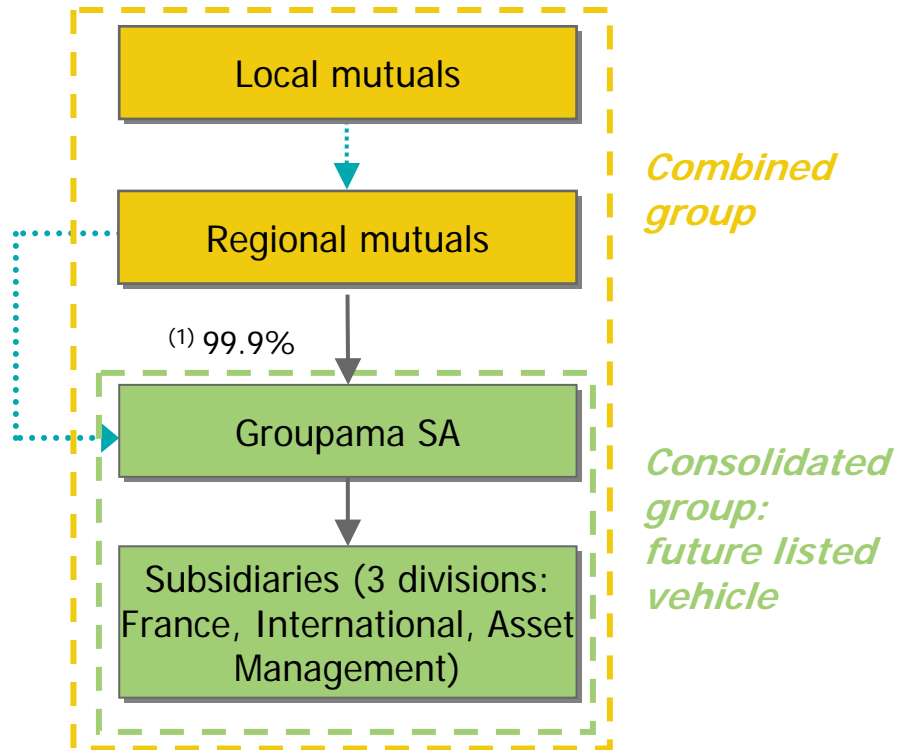 Local mutuals
Combined
group
Regional mutuals
(1) 99.9%
Groupama SA
Consolidated
group:
future listed
vehicle
Subsidiaries (3 divisions:
France, International, Asset
Management)